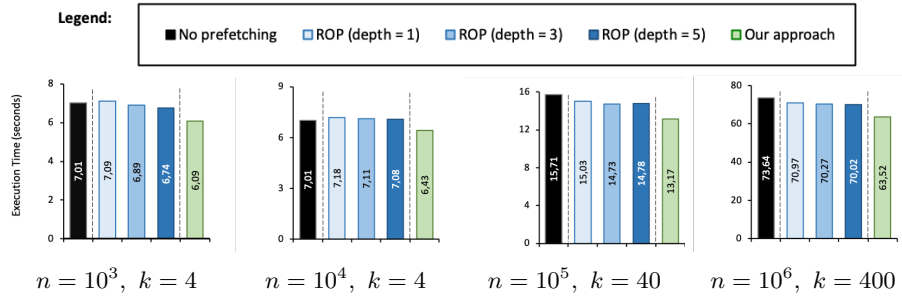 Legend:
No prefetching ROP (depth = 1) ROP (depth = 3) ROP (depth = 5) Our approach
Execution Time (seconds)
8
6
4
2
0
7,01 7,09 6,89 6,74 6,09
n = 10³, k = 4
9
6
3
0
7,01 7,18 7,11 7,08 6,43
n = 10⁴, k = 4
16
12
8
4
0
15,71 15,03 14,73 14,78 13,17
n = 10⁵, k = 40
80
60
40
20
0
73,64 70,97 70,27 70,02 63,52
n = 10⁶, k = 400